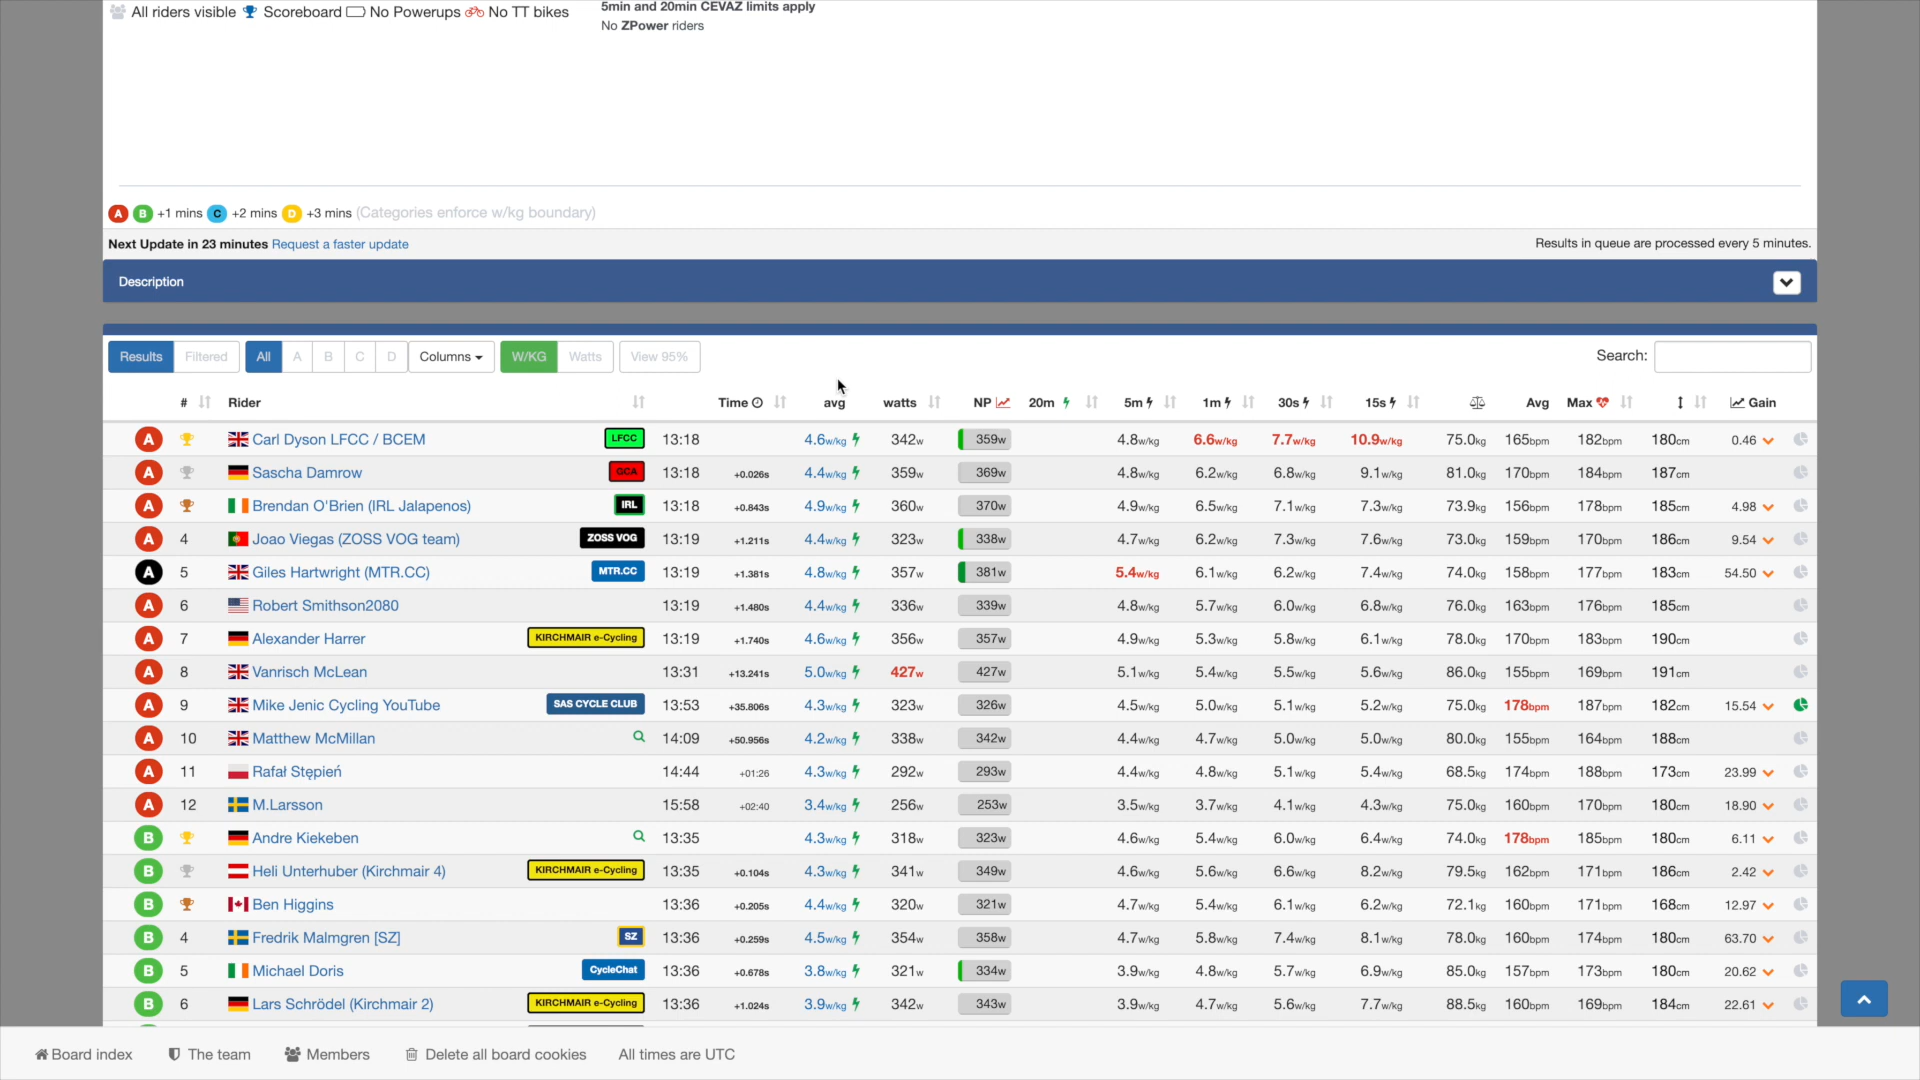 All riders visible Scoreboard No Powerups No TT bikes
5min and 20min CEVAZ limits apply
No ZPower riders
A B +1 mins C +2 mins D +3 mins (Categories enforce w/kg boundary)
Next Update in 23 minutes Request a faster update Results in queue are processed every 5 minutes.
Description
Results Filtered All A B C D Columns W/KG Watts View 95% Search:
# Rider Time avg watts NP 20m 5m 1m 30s 15s Avg Max Gain
A Carl Dyson LFCC / BCEM LFCC 13:18 4.6w/kg 342w 359w 4.8w/kg 6.6w/kg 7.7w/kg 10.9w/kg 75.0kg 165bpm 182bpm 180cm 0.46
A Sascha Damrow GCA 13:18 +0.026s 4.4w/kg 359w 369w 4.8w/kg 6.2w/kg 6.8w/kg 9.1w/kg 81.0kg 170bpm 184bpm 187cm
A Brendan O'Brien (IRL Jalapenos) IRL 13:18 +0.843s 4.9w/kg 360w 370w 4.9w/kg 6.5w/kg 7.1w/kg 7.3w/kg 73.9kg 156bpm 178bpm 185cm 4.98
A 4 Joao Viegas (ZOSS VOG team) ZOSS VOG 13:19 +1.211s 4.4w/kg 323w 338w 4.7w/kg 6.2w/kg 7.3w/kg 7.6w/kg 73.0kg 159bpm 170bpm 186cm 9.54
A 5 Giles Hartwright (MTR.CC) MTR.CC 13:19 +1.381s 4.8w/kg 357w 381w 5.4w/kg 6.1w/kg 6.2w/kg 7.4w/kg 74.0kg 158bpm 177bpm 183cm 54.50
A 6 Robert Smithson2080 13:19 +1.480s 4.4w/kg 336w 339w 4.8w/kg 5.7w/kg 6.0w/kg 6.8w/kg 76.0kg 163bpm 176bpm 185cm
A 7 Alexander Harrer KIRCHMAIR e-Cycling 13:19 +1.740s 4.6w/kg 356w 357w 4.9w/kg 5.3w/kg 5.8w/kg 6.1w/kg 78.0kg 170bpm 183bpm 190cm
A 8 Vanrisch McLean 13:31 +13.241s 5.0w/kg 427w 427w 5.1w/kg 5.4w/kg 5.5w/kg 5.6w/kg 86.0kg 155bpm 169bpm 191cm
A 9 Mike Jenic Cycling YouTube SAS CYCLE CLUB 13:53 +35.806s 4.3w/kg 323w 326w 4.5w/kg 5.0w/kg 5.1w/kg 5.2w/kg 75.0kg 178bpm 187bpm 182cm 15.54
A 10 Matthew McMillan 14:09 +50.956s 4.2w/kg 338w 342w 4.4w/kg 4.7w/kg 5.0w/kg 5.0w/kg 80.0kg 155bpm 164bpm 188cm
A 11 Rafał Stępień 14:44 +01:26 4.3w/kg 292w 293w 4.4w/kg 4.8w/kg 5.1w/kg 5.4w/kg 68.5kg 174bpm 188bpm 173cm 23.99
A 12 M.Larsson 15:58 +02:40 3.4w/kg 256w 253w 3.5w/kg 3.7w/kg 4.1w/kg 4.3w/kg 75.0kg 160bpm 170bpm 180cm 18.90
B Andre Kiekeben 13:35 4.3w/kg 318w 323w 4.6w/kg 5.4w/kg 6.0w/kg 6.4w/kg 74.0kg 178bpm 185bpm 180cm 6.11
B Heli Unterhuber (Kirchmair 4) KIRCHMAIR e-Cycling 13:35 +0.104s 4.3w/kg 341w 349w 4.6w/kg 5.6w/kg 6.6w/kg 8.2w/kg 79.5kg 162bpm 171bpm 186cm 2.42
B Ben Higgins 13:36 +0.205s 4.4w/kg 320w 321w 4.7w/kg 5.4w/kg 6.1w/kg 6.2w/kg 72.1kg 160bpm 171bpm 168cm 12.97
B 4 Fredrik Malmgren [SZ] SZ 13:36 +0.259s 4.5w/kg 354w 358w 4.7w/kg 5.8w/kg 7.4w/kg 8.1w/kg 78.0kg 160bpm 174bpm 180cm 63.70
B 5 Michael Doris CycleChat 13:36 +0.678s 3.8w/kg 321w 334w 3.9w/kg 4.8w/kg 5.7w/kg 6.9w/kg 85.0kg 157bpm 173bpm 180cm 20.62
B 6 Lars Schrödel (Kirchmair 2) KIRCHMAIR e-Cycling 13:36 +1.024s 3.9w/kg 342w 343w 3.9w/kg 4.7w/kg 5.6w/kg 7.7w/kg 88.5kg 160bpm 169bpm 184cm 22.61
Board index The team Members Delete all board cookies All times are UTC